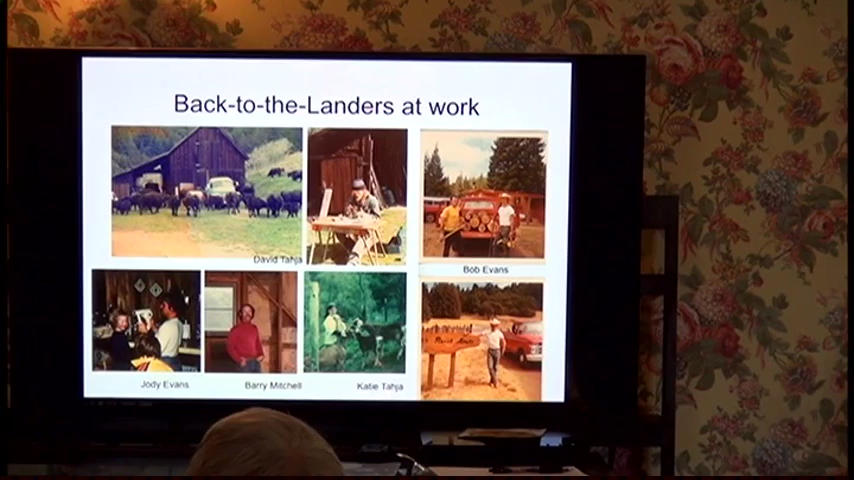 Back-to-the-Landers at work
David Tahja
Bob Evans
Jody Evans
Barry Mitchell
Katie Tahja